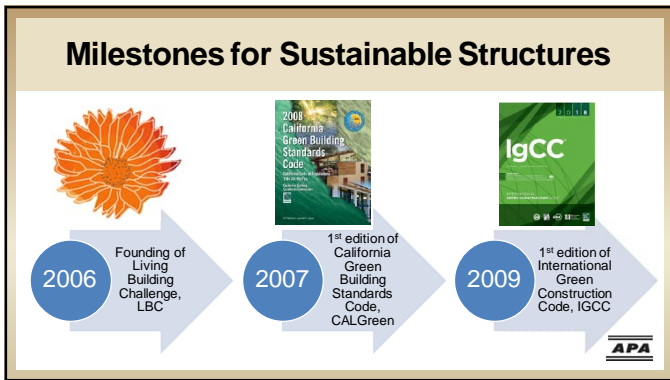 Milestones for Sustainable Structures
2008
California
Green Building
Standards
Code
2018
IgCC
2006
Founding of
Living
Building
Challenge,
LBC
2007
1st edition of
California
Green
Building
Standards
Code,
CALGreen
2009
1st edition of
International
Green
Construction
Code, IGCC
APA